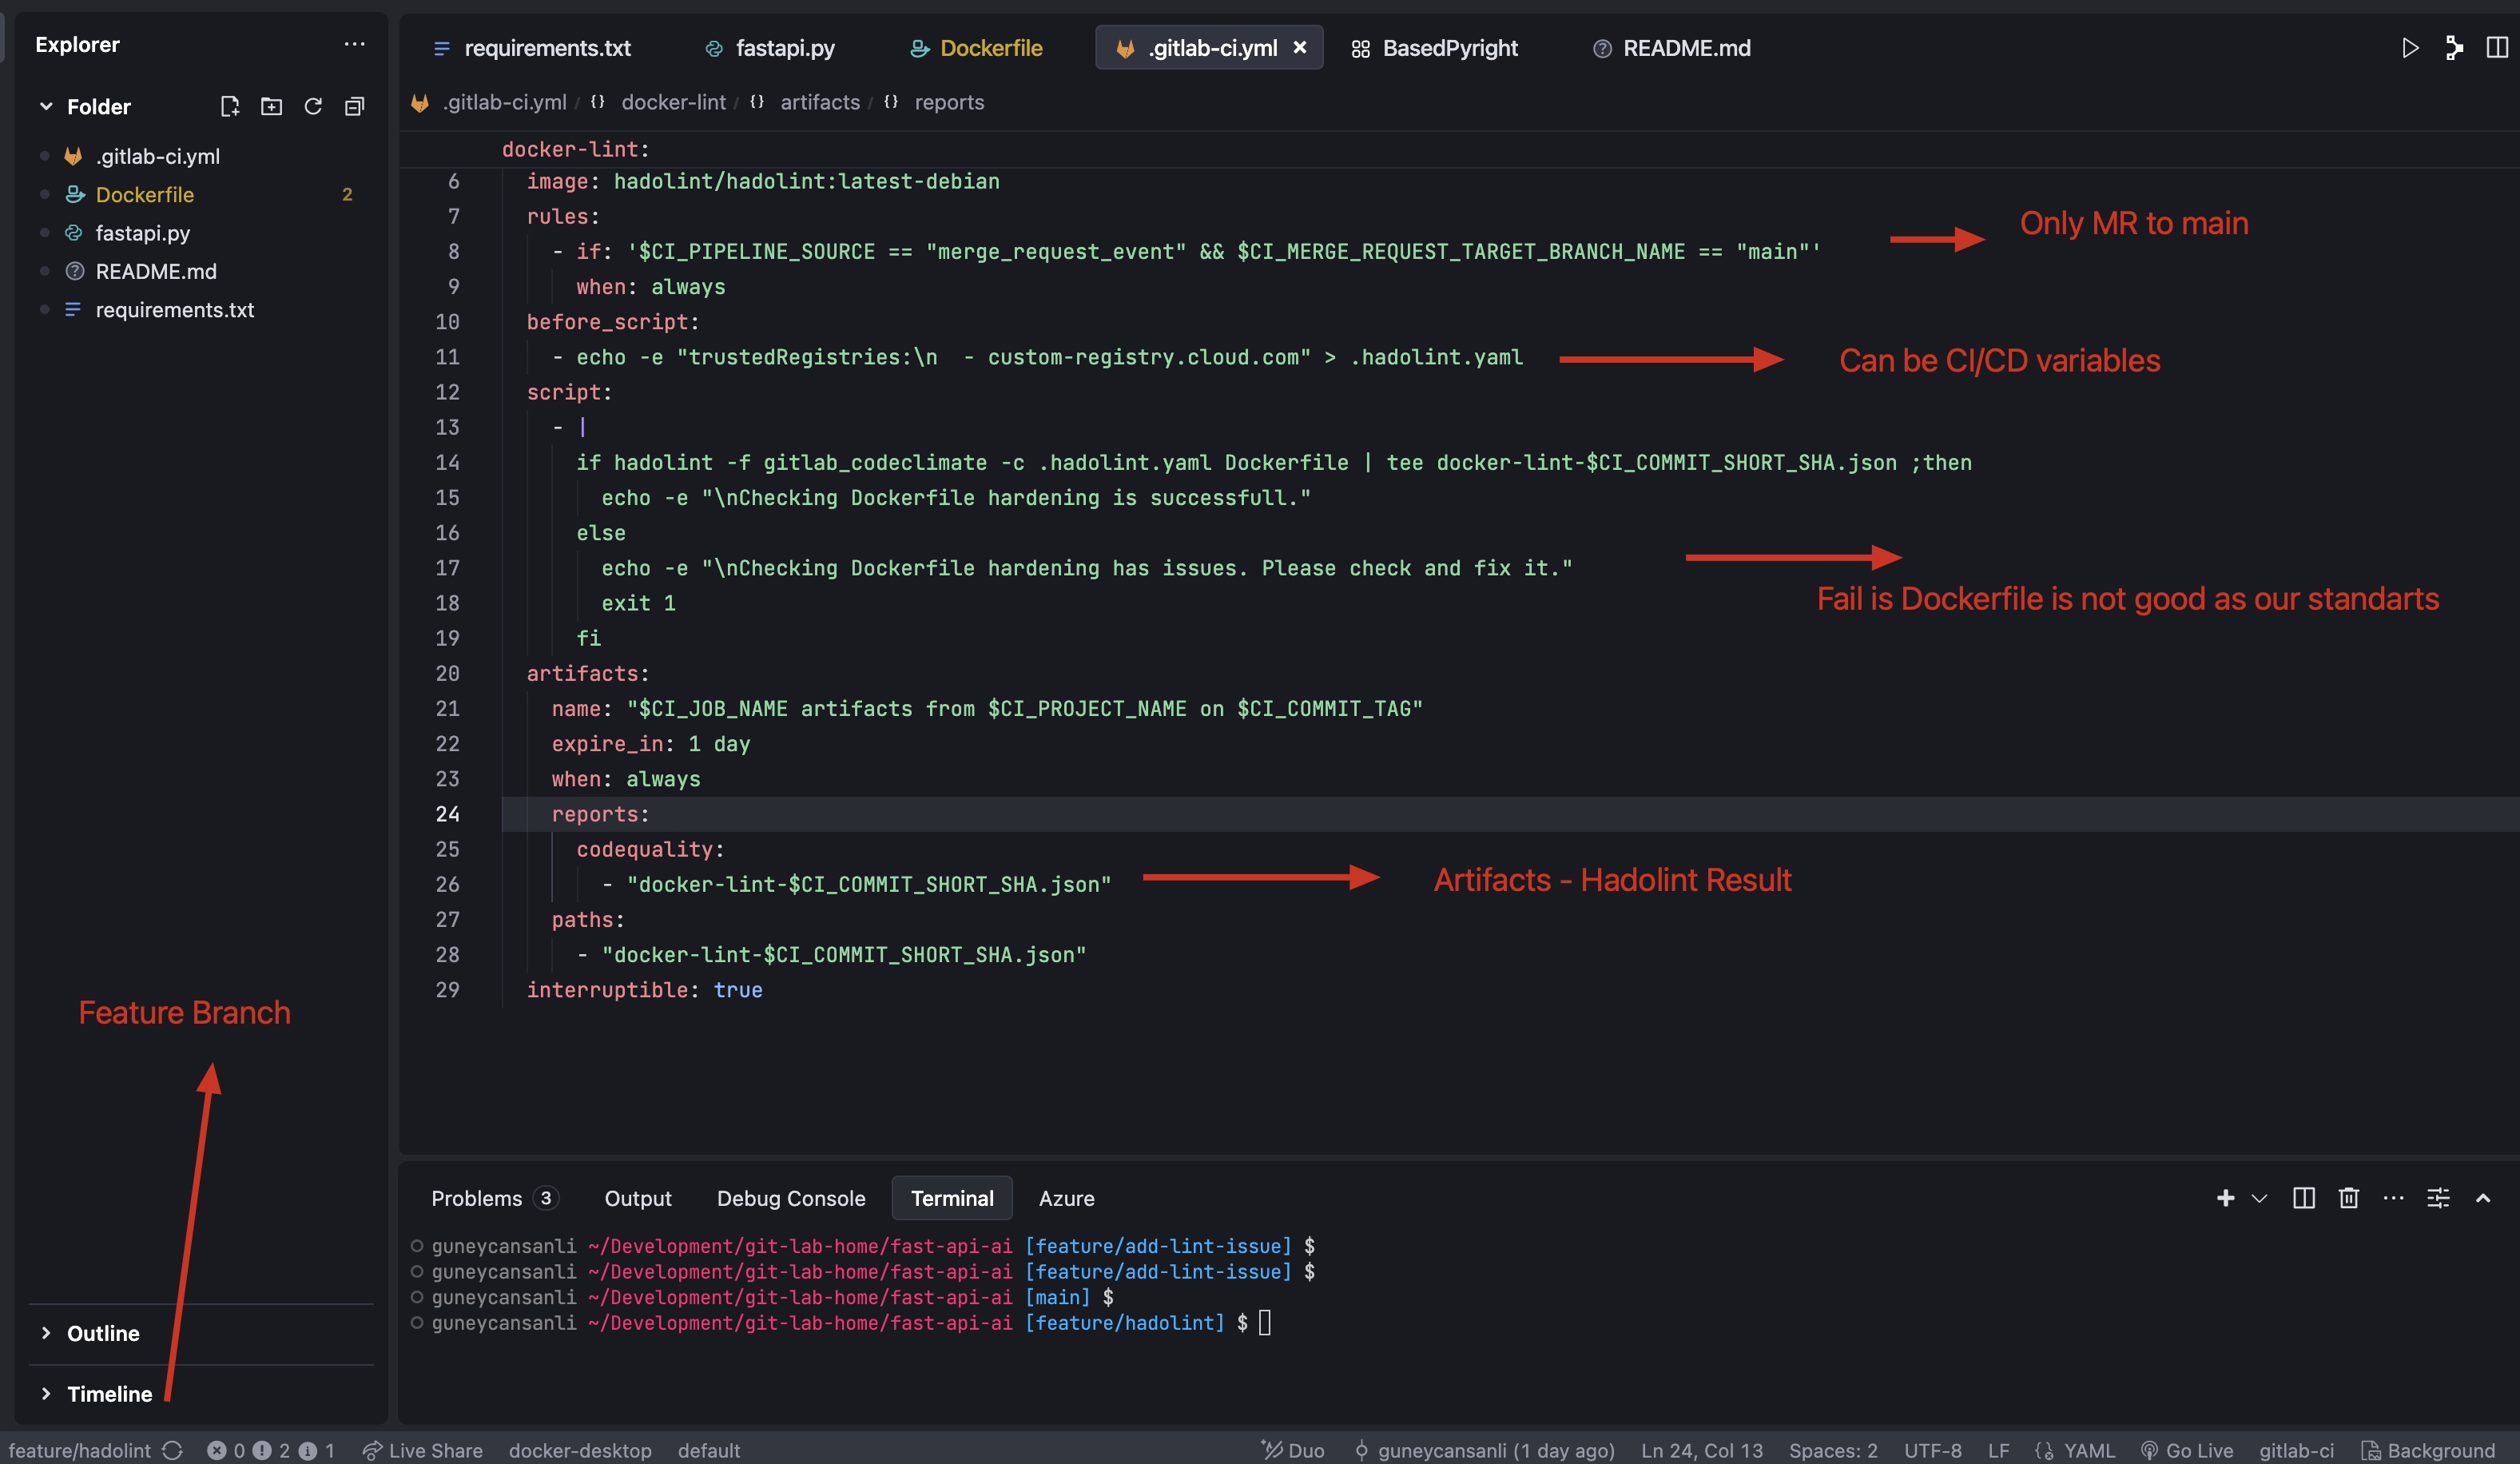 Explorer
Folder
.gitlab-ci.yml
Dockerfile 2
fastapi.py
README.md
requirements.txt
Feature Branch
Outline
Timeline
requirements.txt fastapi.py Dockerfile .gitlab-ci.yml BasedPyright README.md
.gitlab-ci.yml / {} docker-lint / {} artifacts / {} reports
docker-lint:
6 image: hadolint/hadolint:latest-debian
7 rules:
8 - if: '$CI_PIPELINE_SOURCE == "merge_request_event" && $CI_MERGE_REQUEST_TARGET_BRANCH_NAME == "main"'
Only MR to main
9 when: always
10 before_script:
11 - echo -e "trustedRegistries:\n  - custom-registry.cloud.com" > .hadolint.yaml
Can be CI/CD variables
12 script:
13 - |
14 if hadolint -f gitlab_codeclimate -c .hadolint.yaml Dockerfile | tee docker-lint-$CI_COMMIT_SHORT_SHA.json ;then
15 echo -e "\nChecking Dockerfile hardening is successfull."
16 else
17 echo -e "\nChecking Dockerfile hardening has issues. Please check and fix it."
18 exit 1
Fail is Dockerfile is not good as our standarts
19 fi
20 artifacts:
21 name: "$CI_JOB_NAME artifacts from $CI_PROJECT_NAME on $CI_COMMIT_TAG"
22 expire_in: 1 day
23 when: always
24 reports:
25 codequality:
26 - "docker-lint-$CI_COMMIT_SHORT_SHA.json"
Artifacts - Hadolint Result
27 paths:
28 - "docker-lint-$CI_COMMIT_SHORT_SHA.json"
29 interruptible: true
Problems 3 Output Debug Console Terminal Azure
guneycansanli ~/Development/git-lab-home/fast-api-ai [feature/add-lint-issue] $
guneycansanli ~/Development/git-lab-home/fast-api-ai [feature/add-lint-issue] $
guneycansanli ~/Development/git-lab-home/fast-api-ai [main] $
guneycansanli ~/Development/git-lab-home/fast-api-ai [feature/hadolint] $
feature/hadolint 0 2 1 Live Share docker-desktop default Duo guneycansanli (1 day ago) Ln 24, Col 13 Spaces: 2 UTF-8 LF YAML Go Live gitlab-ci Background